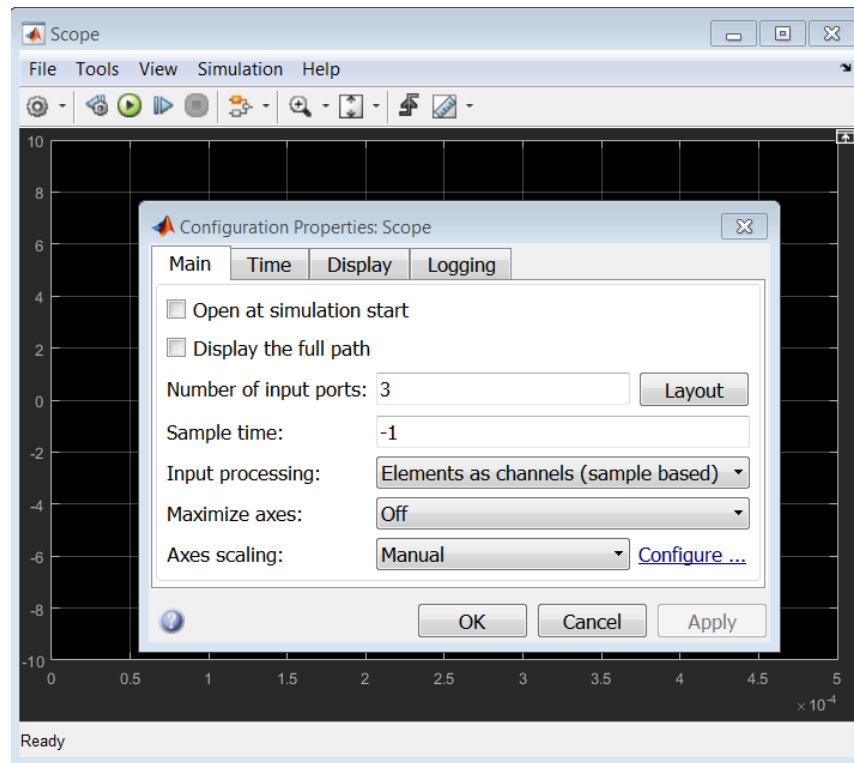 Scope
File Tools View Simulation Help
10
8
6
4
2
0
-2
-4
-6
-8
-10
Configuration Properties: Scope
Main Time Display Logging
Open at simulation start
Display the full path
Number of input ports: 3 Layout
Sample time: -1
Input processing: Elements as channels (sample based)
Maximize axes: Off
Axes scaling: Manual Configure ...
OK Cancel Apply
0 0.5 1 1.5 2 2.5 3 3.5 4 4.5 5
×10⁻⁴
Ready